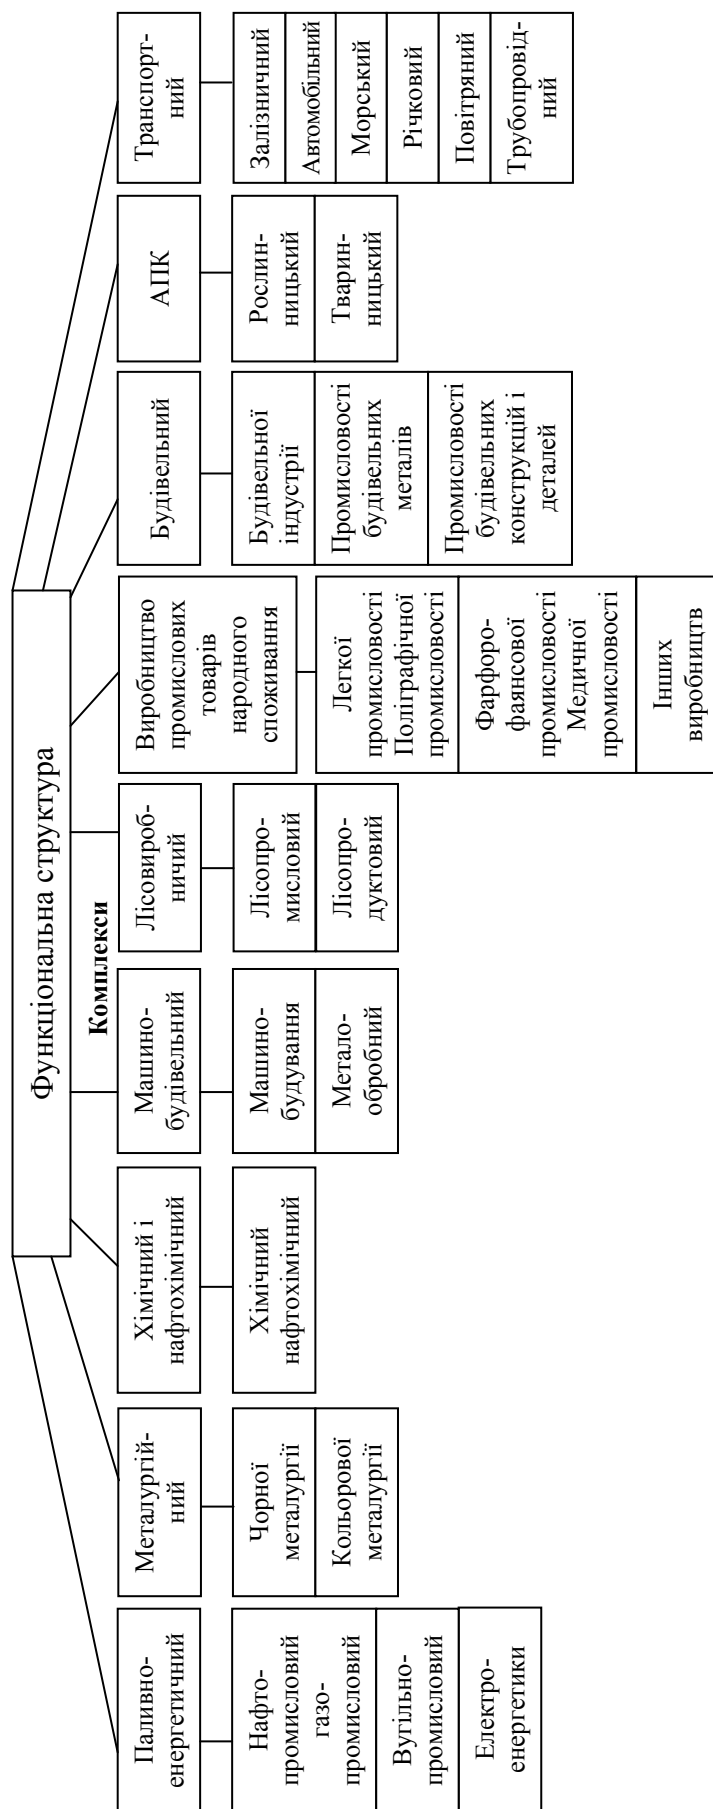 Функціональна структура
Комплекси
Паливно-
енергетичний
Нафто-
промисловий
газо-
промисловий
Вугільно-
промисловий
Електро-
енергетики
Металургій-
ний
Чорної
металургії
Кольорової
металургії
Хімічний і
нафтохімічний
Хімічний
нафтохімічний
Машино-
будівельний
Машино-
будування
Метало-
обробний
Лісовироб-
ничий
Лісопро-
мисловий
Лісопро-
дуктовий
Виробництво
промислових
товарів
народного
споживання
Легкої
промисловості
Поліграфічної
промисловості
Фарфоро-
фаянсової
промисловості
Медичної
промисловості
Інших
виробництв
Будівельний
Будівельної
індустрії
Промисловості
будівельних
металів
Промисловості
будівельних
конструкцій і
деталей
АПК
Рослин-
ницький
Тварин-
ницький
Транспорт-
ний
Залізничний
Автомобільний
Морський
Річковий
Повітряний
Трубопровід-
ний